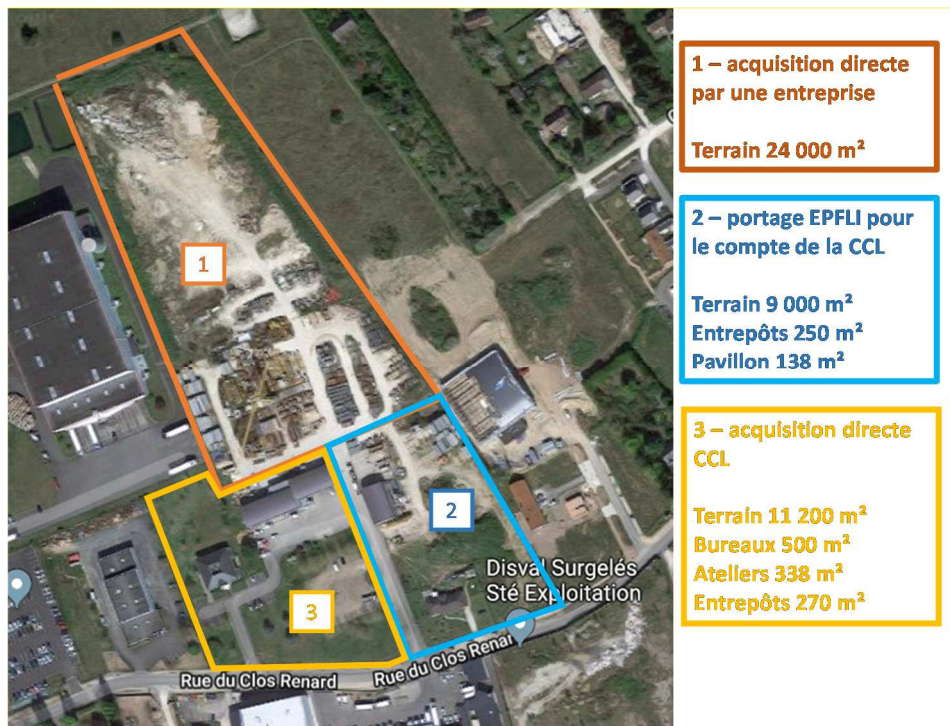 1 – acquisition directe
par une entreprise
Terrain 24 000 m²
2 – portage EPFLI pour
le compte de la CCL
Terrain 9 000 m²
Entrepôts 250 m²
Pavillon 138 m²
3 – acquisition directe
CCL
Terrain 11 200 m²
Bureaux 500 m²
Ateliers 338 m²
Entrepôts 270 m²
1
2
3
Disval Surgelés
Sté Exploitation
Rue du Clos Renard
Rue du Clos Renard